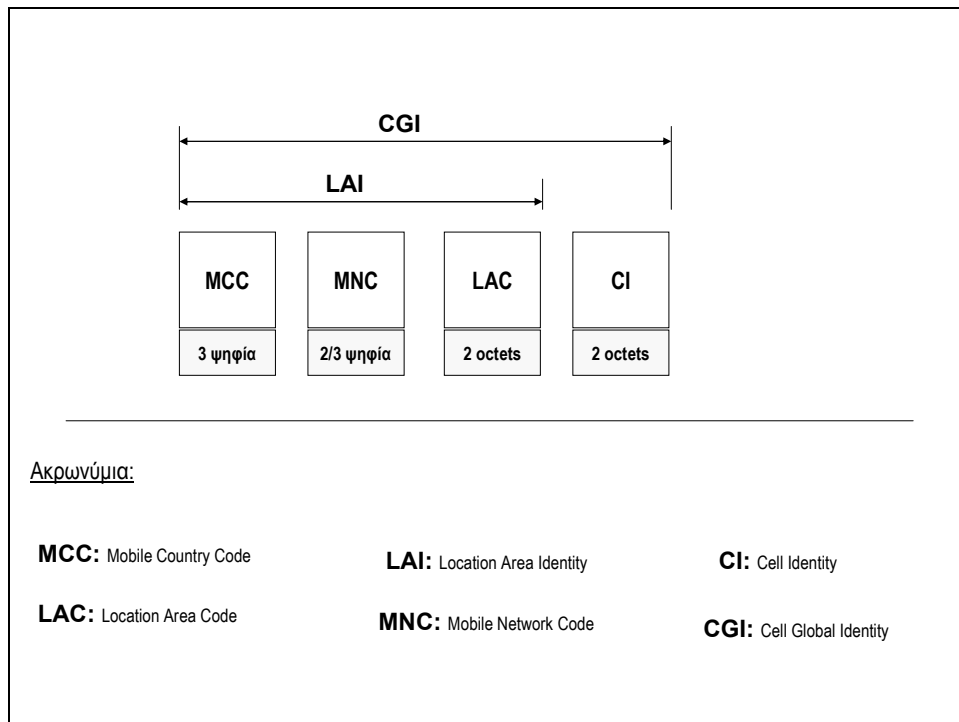 CGI
LAI
MCC MNC LAC CI
3 ψηφία 2/3 ψηφία 2 octets 2 octets
Ακρωνύμια:
MCC: Mobile Country Code LAI: Location Area Identity CI: Cell Identity
LAC: Location Area Code MNC: Mobile Network Code CGI: Cell Global Identity